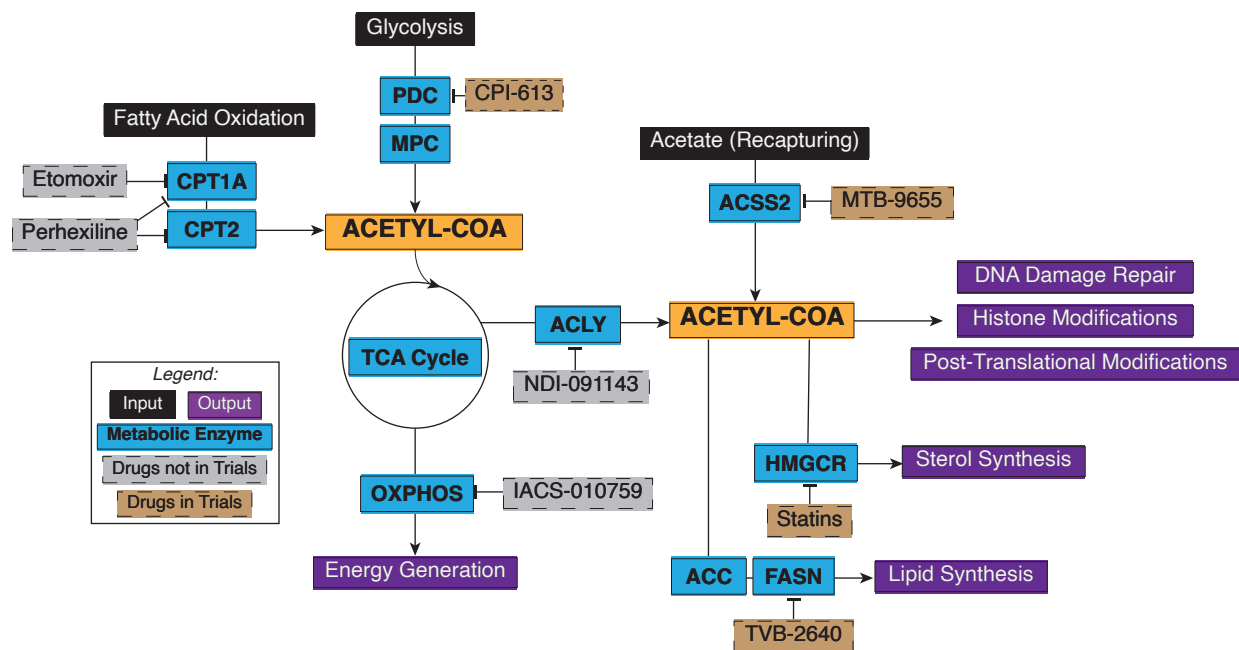 Glycolysis
PDC
CPI-613
MPC
Fatty Acid Oxidation
Etomoxir
CPT1A
Perhexiline
CPT2
ACETYL-COA
Acetate (Recapturing)
ACSS2
MTB-9655
ACETYL-COA
DNA Damage Repair
Histone Modifications
Post-Translational Modifications
ACLY
NDI-091143
TCA Cycle
Legend:
Input
Output
Metabolic Enzyme
Drugs not in Trials
Drugs in Trials
OXPHOS
IACS-010759
Energy Generation
HMGCR
Sterol Synthesis
Statins
ACC
FASN
Lipid Synthesis
TVB-2640